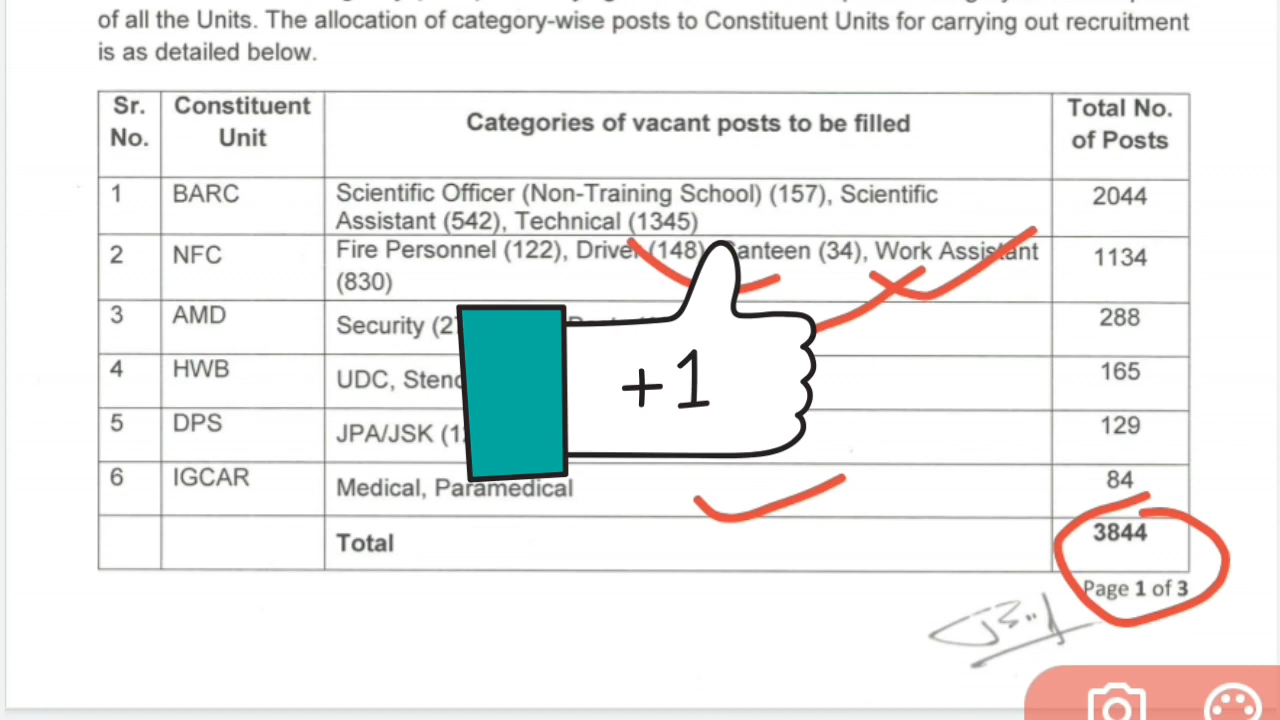 of all the Units. The allocation of category-wise posts to Constituent Units for carrying out recruitment
is as detailed below.
Sr. No. Constituent Unit Categories of vacant posts to be filled Total No. of Posts
1 BARC Scientific Officer (Non-Training School) (157), Scientific 2044
Assistant (542), Technical (1345)
2 NFC Fire Personnel (122), Driver (148), Canteen (34), Work Assistant 1134
(830)
3 AMD Security (2 288
4 HWB UDC, 165
5 DPS JPA/JSK (1 129
6 IGCAR Medical, Paramedical 84
Total 3844
Page 1 of 3
+1